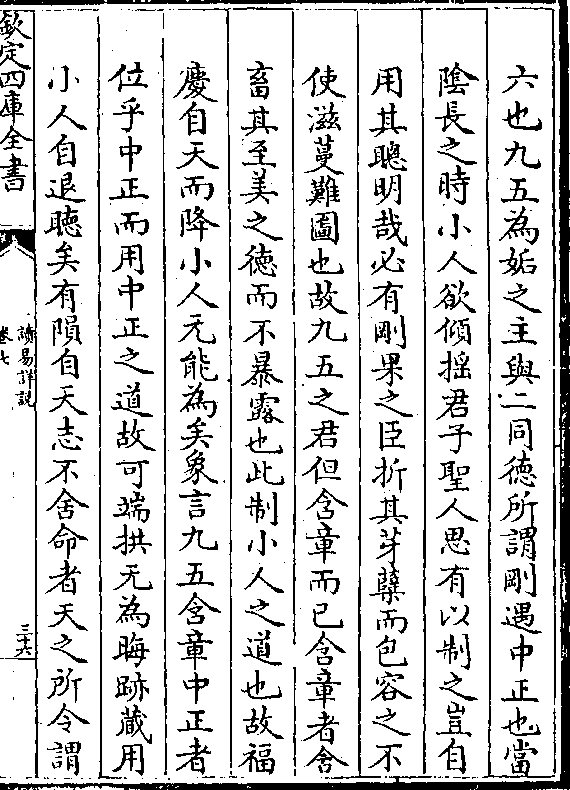 六也九五為姤之主與二同德所謂剛遇中正也當
隂長之時小人欲傾揺君子聖人思有以制之豈自
用其聰明哉必有剛果之臣折其芽孽而包容之不
使滋蔓難圖也故九五之君但含章而已含章者含
畜其至美之德而不暴露也此制小人之道也故福
慶自天而降小人无能為矣象言九五含章中正者
位乎中正而用中正之道故可端拱无為晦跡蔵用
小人自退聽矣有隕自天志不舍命者天之所令謂
欽定四庫全書
讀易詳說
卷七
三十六